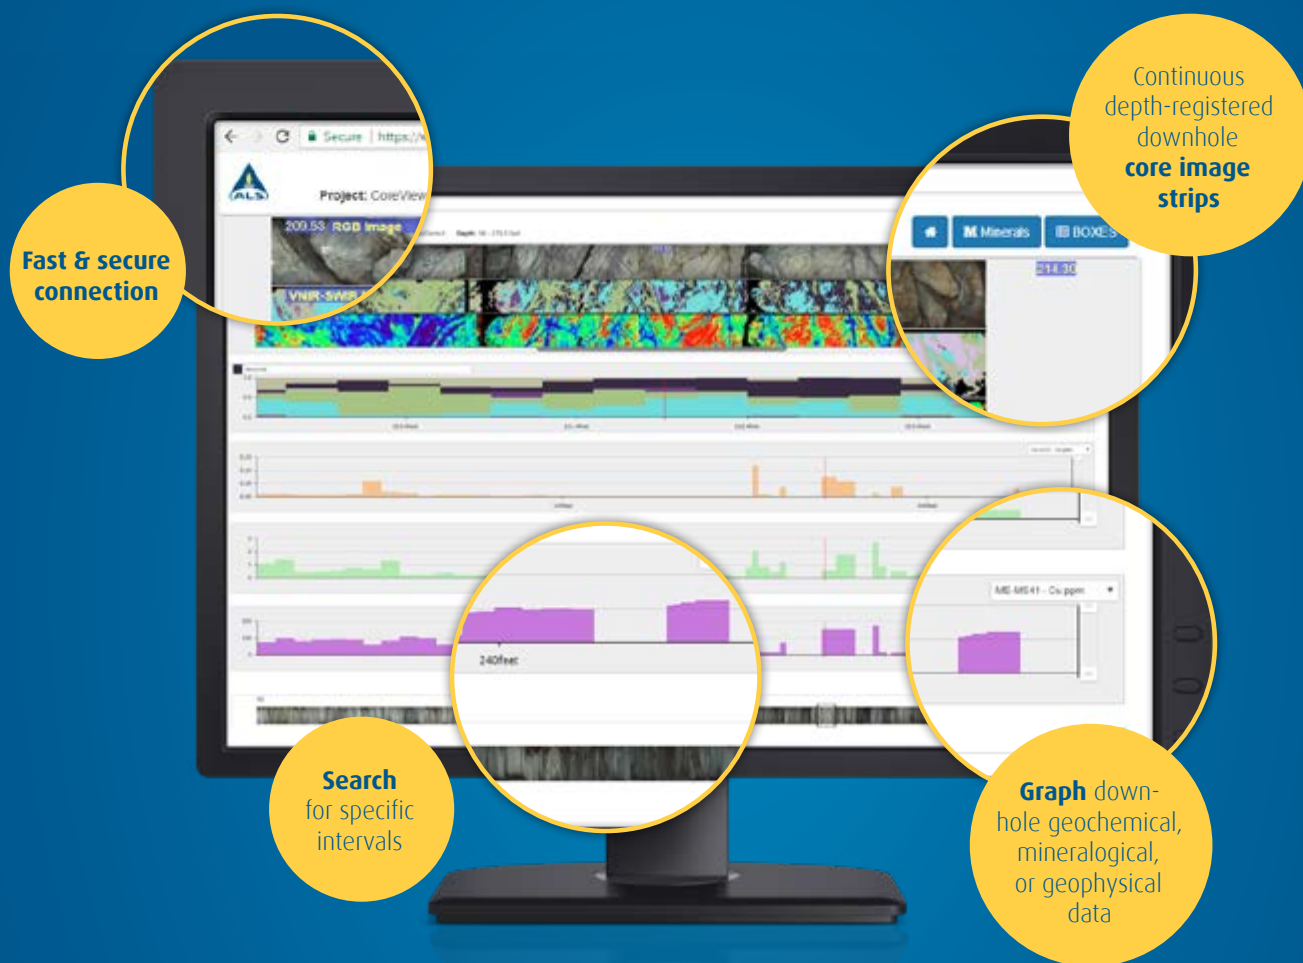 Continuous
depth-registered
downhole
core image
strips
Secure | https://
ALS
Project: CoreView
209.53 RGB Image
M Minerals
BOXES
214.30
Fast & secure
connection
VNIR-SWIR
ME-MS41 - Cu ppm
240feet
Search
for specific
intervals
Graph down-
hole geochemical,
mineralogical,
or geophysical
data